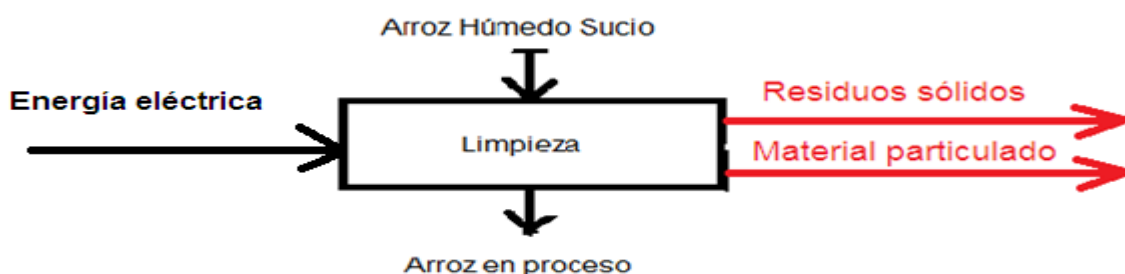 Arroz Húmedo Sucio
Energía eléctrica
Residuos sólidos
Limpieza
Material particulado
Arroz en proceso